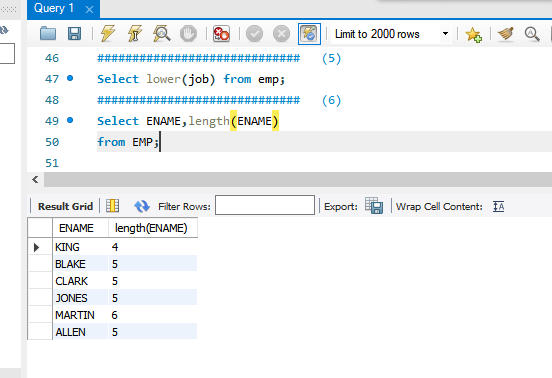 Query 1
Limit to 2000 rows
46 ############################# (5)
47 Select lower(job) from emp;
48 ############################# (6)
49 Select ENAME,length(ENAME)
50 from EMP;
51
Result Grid Filter Rows: Export: Wrap Cell Content:
ENAME length(ENAME)
KING 4
BLAKE 5
CLARK 5
JONES 5
MARTIN 6
ALLEN 5